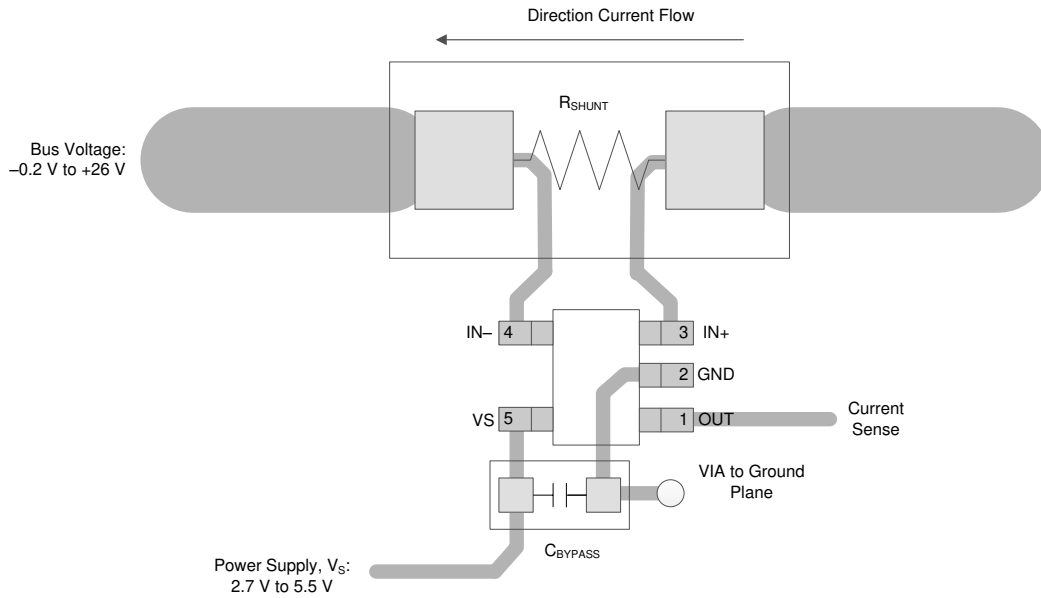 Direction Current Flow
RSHUNT
Bus Voltage:
–0.2 V to +26 V
IN– 4
3 IN+
2 GND
VS 5
1 OUT
Current
Sense
VIA to Ground
Plane
CBYPASS
Power Supply, VS:
2.7 V to 5.5 V